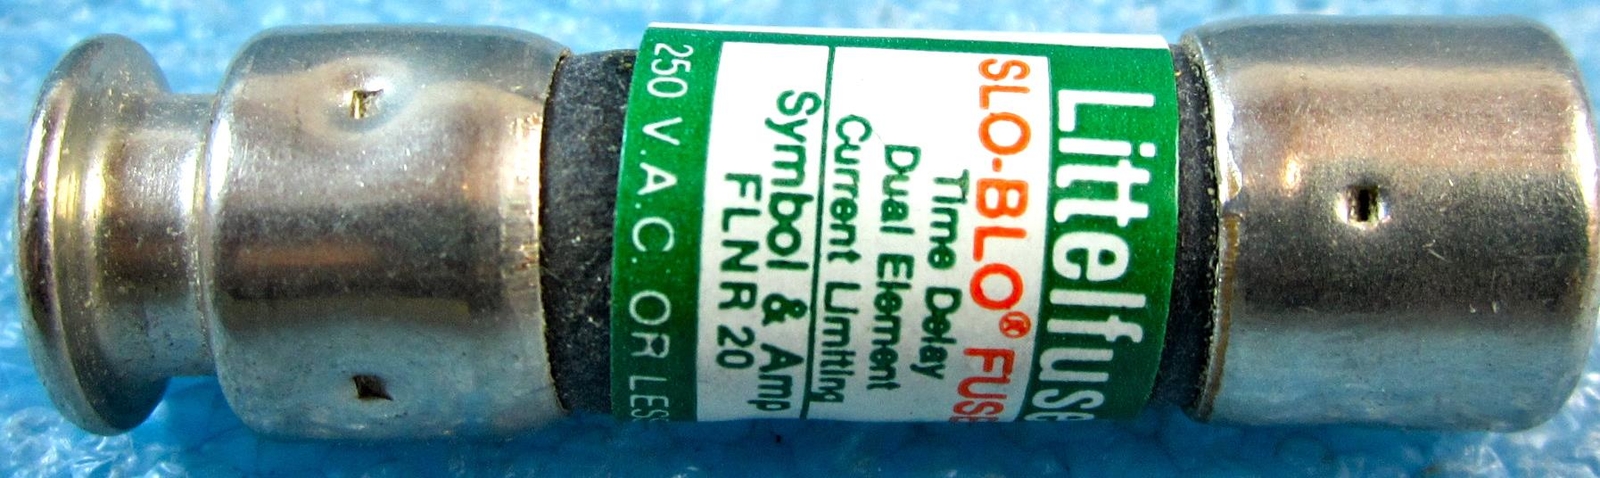 Littelfuse
SLO-BLO® FUSE
Time Delay
Dual Element
Current Limiting
Symbol & Amp
FLNR 20
250 V.A.C. OR LESS